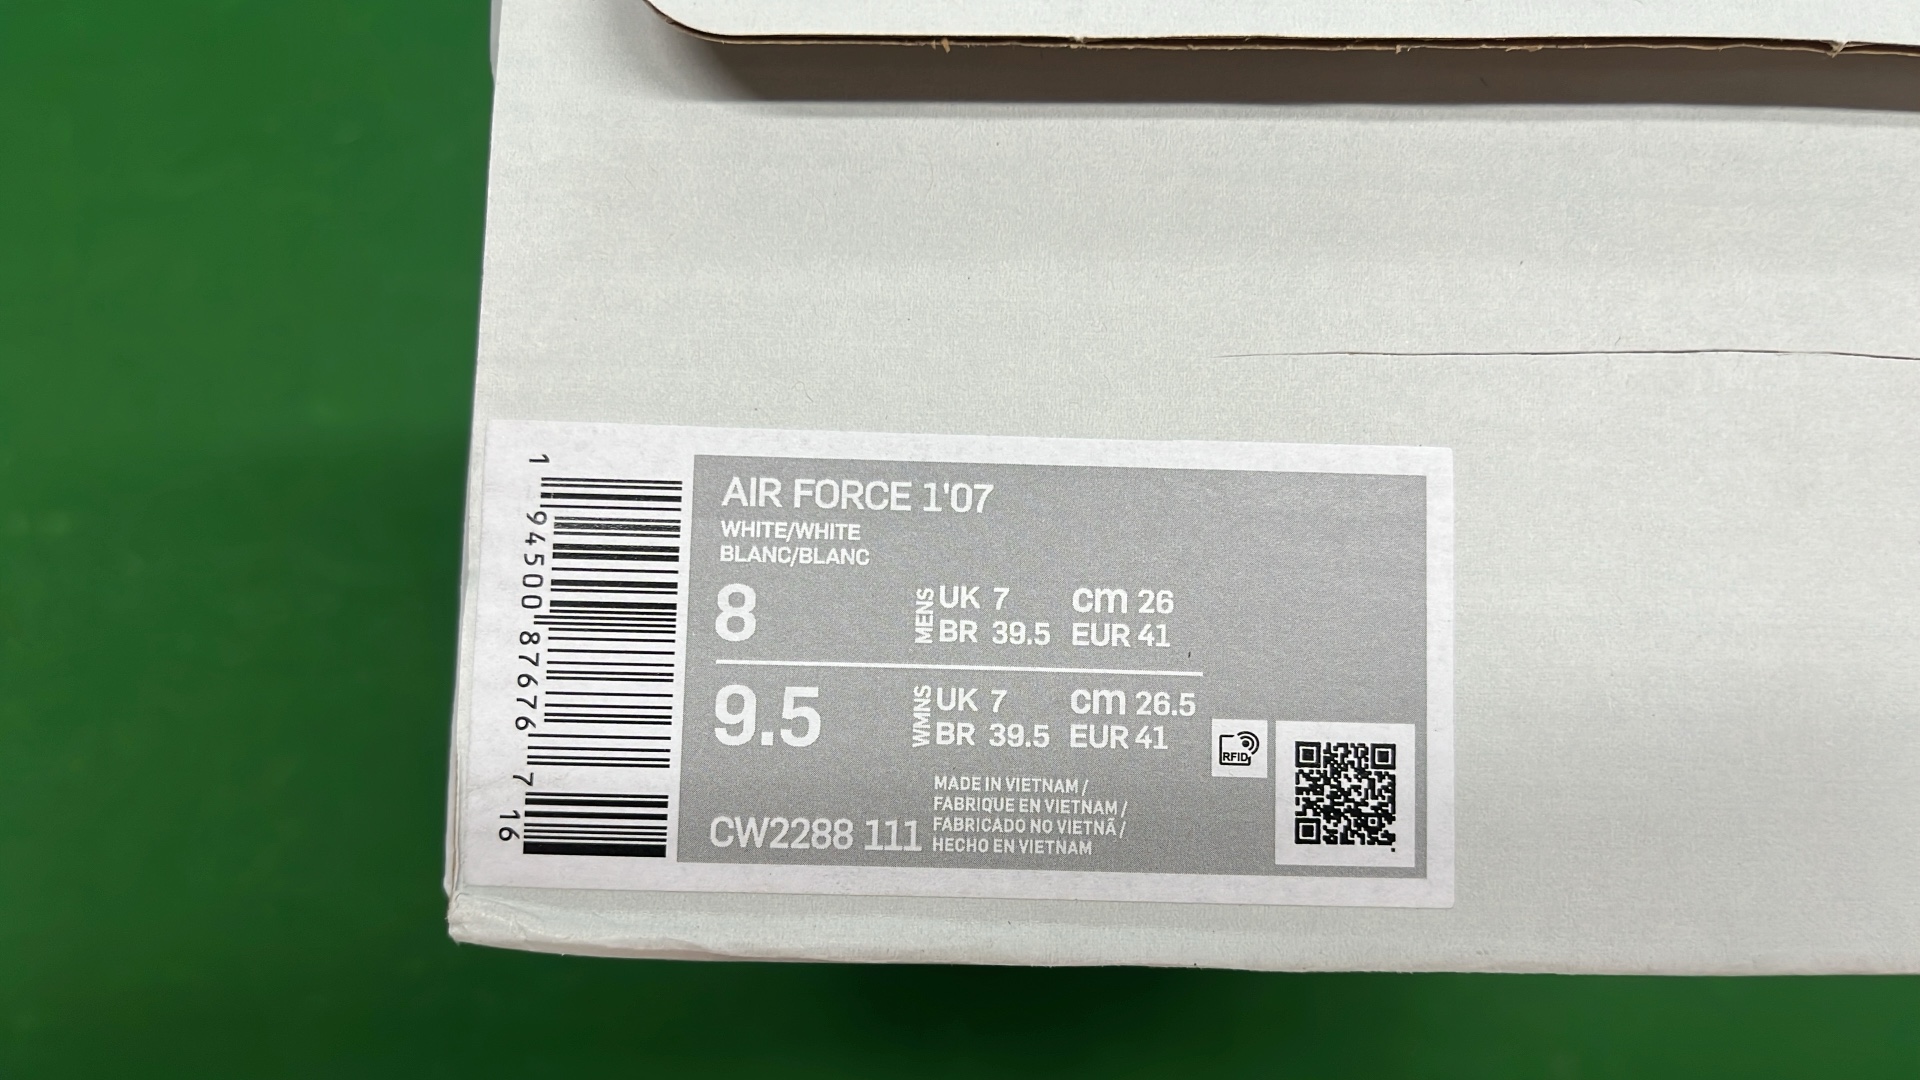 AIR FORCE 1'07
WHITE/WHITE
BLANC/BLANC
8 MENS UK 7 cm 26
BR 39.5 EUR 41
9.5 WMNS UK 7 cm 26.5
BR 39.5 EUR 41
CW2288 111
MADE IN VIETNAM /
FABRIQUE EN VIETNAM /
FABRICADO NO VIETNÃ /
HECHO EN VIETNAM
RFID
1 94500 87676 7 16